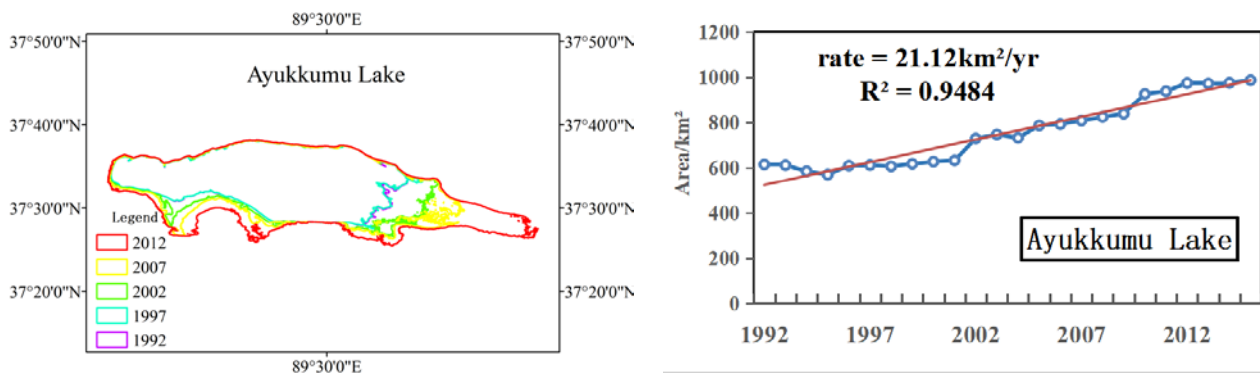 89°30'0"E
37°50'0"N
37°50'0"N
Ayukkumu Lake
37°40'0"N
37°40'0"N
37°30'0"N
37°30'0"N
Legend
2012
2007
37°20'0"N
37°20'0"N
2002
1997
1992
89°30'0"E
1200
1000
800
600
400
200
0
Area/km²
rate = 21.12km²/yr
R² = 0.9484
Ayukkumu Lake
1992
1997
2002
2007
2012